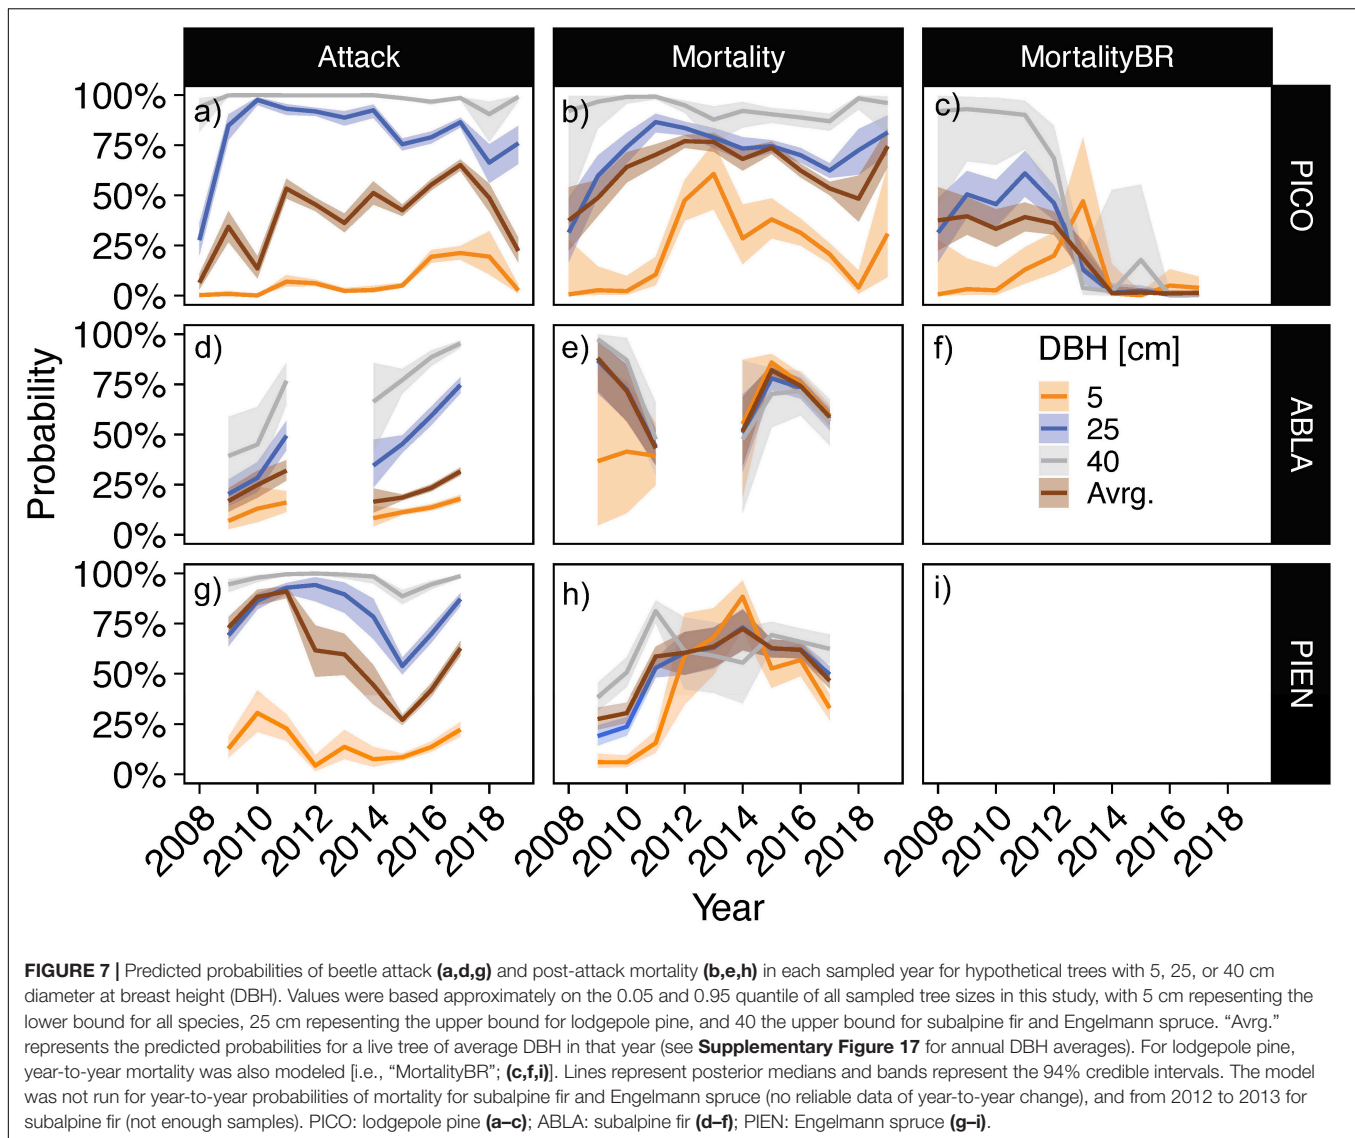 Attack
Mortality
MortalityBR
Probability
PICO
100%
75%
50%
25%
0%
a)
b)
c)
ABLA
100%
75%
50%
25%
0%
d)
e)
f)
DBH [cm]
5
25
40
Avrg.
PIEN
100%
75%
50%
25%
0%
g)
h)
i)
2008 2010 2012 2014 2016 2018
2008 2010 2012 2014 2016 2018
2008 2010 2012 2014 2016 2018
Year
FIGURE 7 | Predicted probabilities of beetle attack (a,d,g) and post-attack mortality (b,e,h) in each sampled year for hypothetical trees with 5, 25, or 40 cm
diameter at breast height (DBH). Values were based approximately on the 0.05 and 0.95 quantile of all sampled tree sizes in this study, with 5 cm repesenting the
lower bound for all species, 25 cm repesenting the upper bound for lodgepole pine, and 40 the upper bound for subalpine fir and Engelmann spruce. “Avrg.”
represents the predicted probabilities for a live tree of average DBH in that year (see Supplementary Figure 17 for annual DBH averages). For lodgepole pine,
year-to-year mortality was also modeled [i.e., “MortalityBR”; (c,f,i)]. Lines represent posterior medians and bands represent the 94% credible intervals. The model
was not run for year-to-year probabilities of mortality for subalpine fir and Engelmann spruce (no reliable data of year-to-year change), and from 2012 to 2013 for
subalpine fir (not enough samples). PICO: lodgepole pine (a–c); ABLA: subalpine fir (d–f); PIEN: Engelmann spruce (g–i).